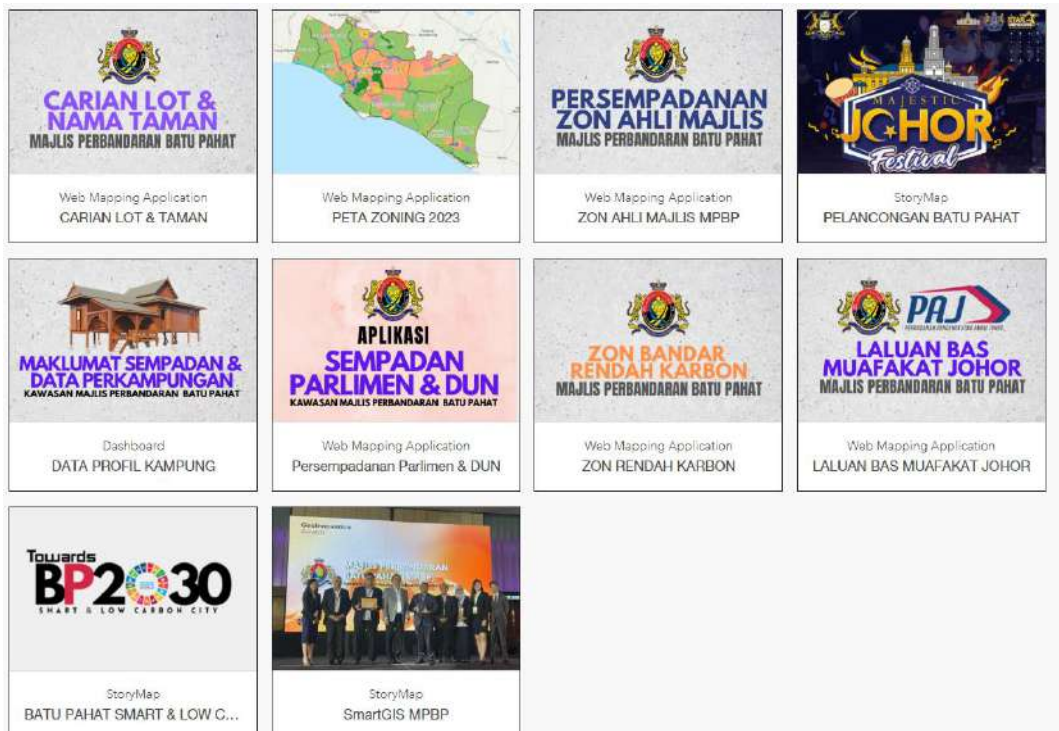 CARIAN LOT &
NAMA TAMAN
MAJLIS PERBANDARAN BATU PAHAT
Web Mapping Application
CARIAN LOT & TAMAN
Web Mapping Application
PETA ZONING 2023
PERSEMPADANAN
ZON AHLI MAJLIS
MAJLIS PERBANDARAN BATU PAHAT
Web Mapping Application
ZON AHLI MAJLIS MPBP
MAJESTIC
JOHOR
Festival
StoryMap
PELANCONGAN BATU PAHAT
MAKLUMAT SEMPADAN &
DATA PERKAMPUNGAN
KAWASAN MAJLIS PERBANDARAN BATU PAHAT
Dashboard
DATA PROFIL KAMPUNG
APLIKASI
SEMPADAN
PARLIMEN & DUN
KAWASAN MAJLIS PERBANDARAN BATU PAHAT
Web Mapping Application
Persempadanan Parlimen & DUN
ZON BANDAR
RENDAH KARBON
MAJLIS PERBANDARAN BATU PAHAT
Web Mapping Application
ZON RENDAH KARBON
PAJ
LALUAN BAS
MUAFAKAT JOHOR
MAJLIS PERBANDARAN BATU PAHAT
Web Mapping Application
LALUAN BAS MUAFAKAT JOHOR
Towards
BP2030
SMART & LOW CARBON CITY
StoryMap
BATU PAHAT SMART & LOW C...
MAJLIS PERBANDARAN
BATU PAHAT (MPBP)
StoryMap
SmartGIS MPBP